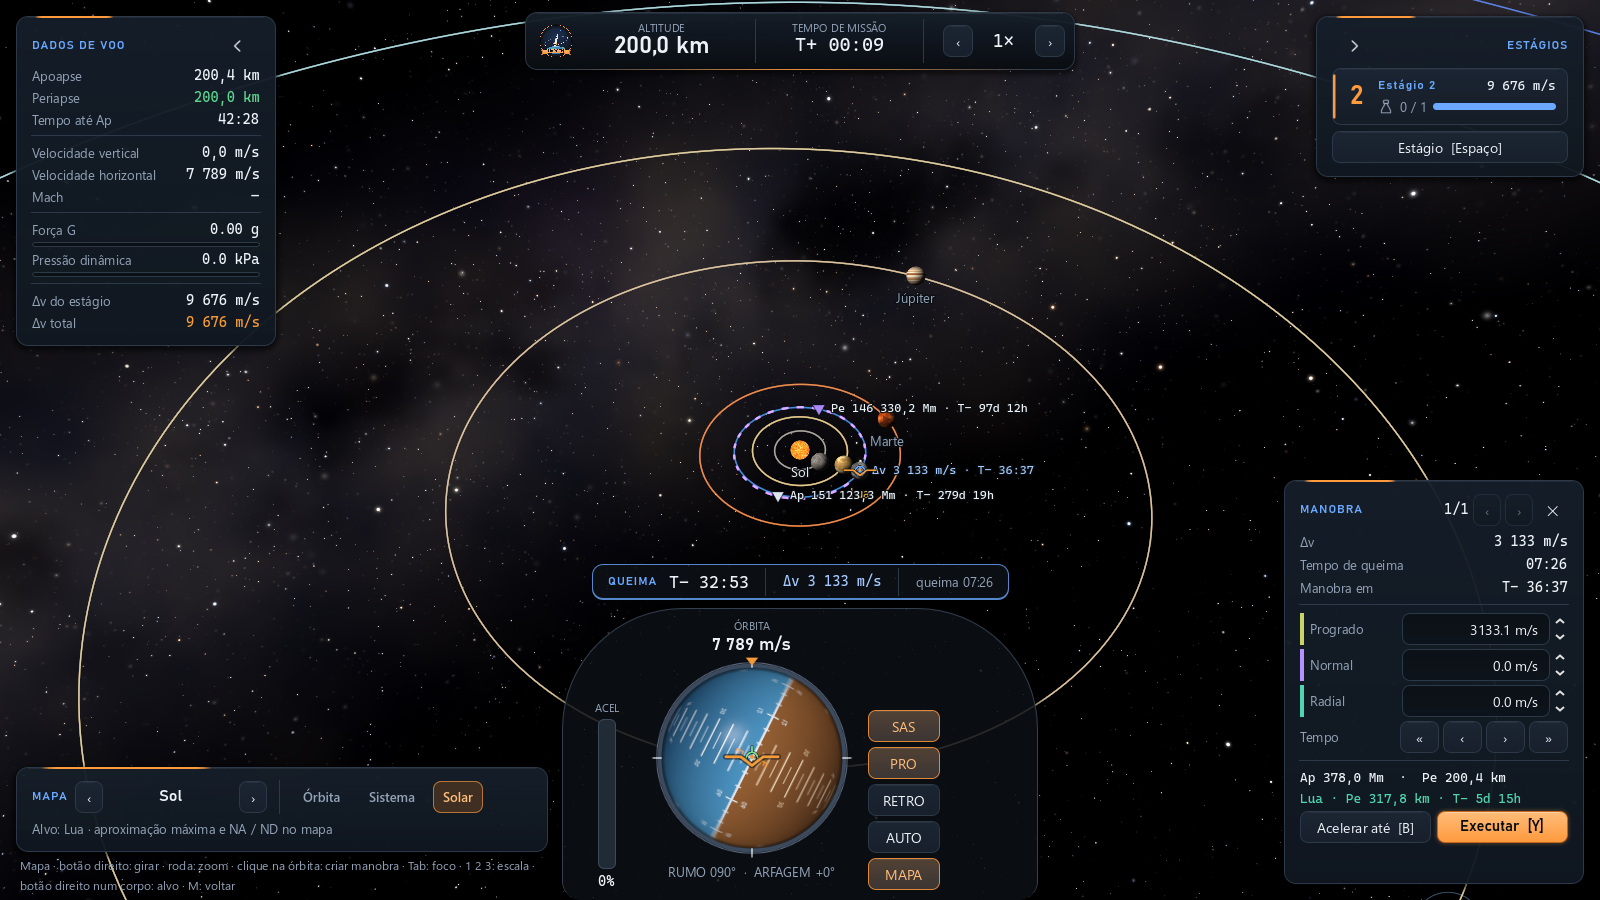 DADOS DE VOO
Apoapse 200,4 km
Periapse 200,0 km
Tempo até Ap 42:28
Velocidade vertical 0,0 m/s
Velocidade horizontal 7 789 m/s
Mach –
Força G 0.00 g
Pressão dinâmica 0.0 kPa
Δv do estágio 9 676 m/s
Δv total 9 676 m/s
ALTITUDE
200,0 km
TEMPO DE MISSÃO
T+ 00:09
‹ 1× ›
ESTÁGIOS
2 Estágio 2 9 676 m/s
0 / 1
Estágio [Espaço]
Júpiter
Pe 146 330,2 Mm · T− 97d 12h
Marte
Sol
Δv 3 133 m/s · T− 36:37
Ap 151 123,3 Mm · T− 279d 19h
QUEIMA T− 32:53 Δv 3 133 m/s queima 07:26
ÓRBITA
7 789 m/s
ACEL
0%
SAS
PRO
RETRO
AUTO
MAPA
RUMO 090° · ARFAGEM +0°
MANOBRA 1/1 ‹ ›
Δv 3 133 m/s
Tempo de queima 07:26
Manobra em T− 36:37
Progrado 3133.1 m/s
Normal 0.0 m/s
Radial 0.0 m/s
Tempo « ‹ › »
Ap 378,0 Mm · Pe 200,4 km
Lua · Pe 317,8 km · T− 5d 15h
Acelerar até [B]
Executar [Y]
MAPA ‹ Sol › Órbita Sistema Solar
Alvo: Lua · aproximação máxima e NA / ND no mapa
Mapa · botão direito: girar · roda: zoom · clique na órbita: criar manobra · Tab: foco · 1 2 3: escala ·
botão direito num corpo: alvo · M: voltar